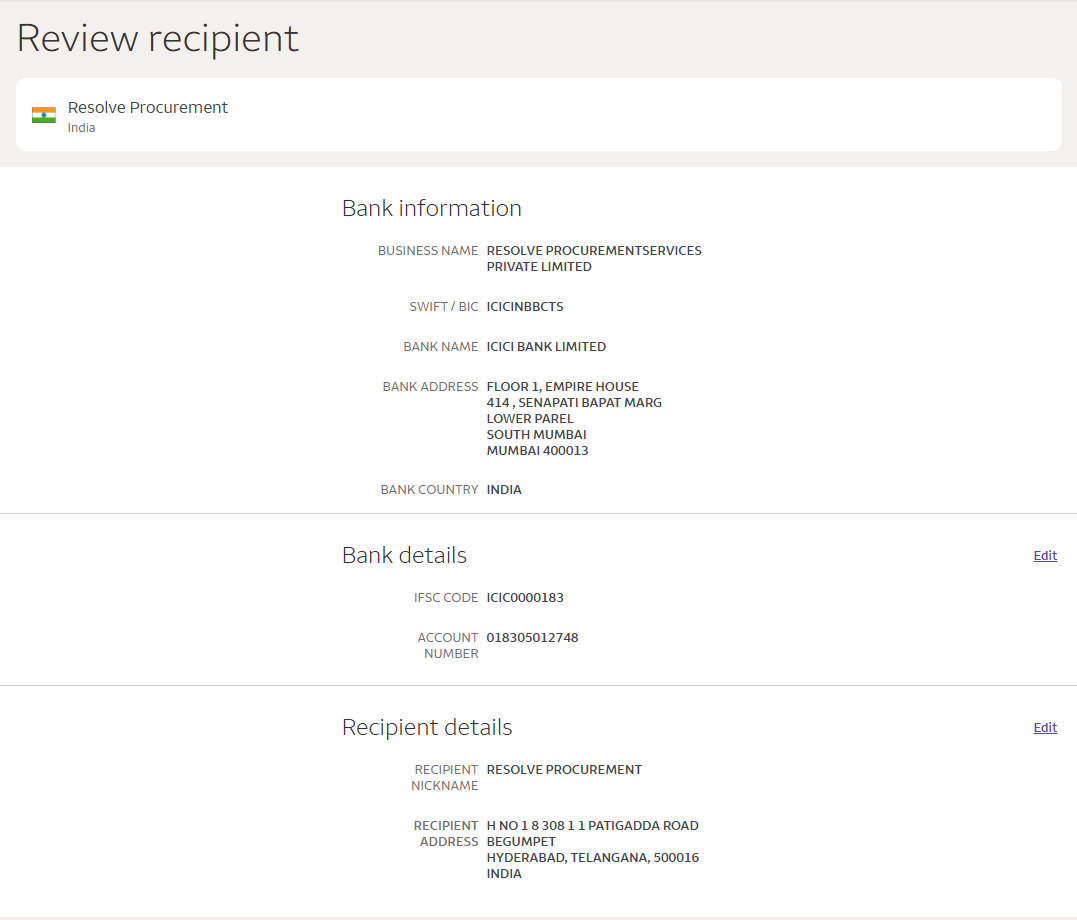 Review recipient
Resolve Procurement
India
Bank information
BUSINESS NAME RESOLVE PROCUREMENTSERVICES
PRIVATE LIMITED
SWIFT / BIC ICICINBBCTS
BANK NAME ICICI BANK LIMITED
BANK ADDRESS FLOOR 1, EMPIRE HOUSE
414 , SENAPATI BAPAT MARG
LOWER PAREL
SOUTH MUMBAI
MUMBAI 400013
BANK COUNTRY INDIA
Bank details Edit
IFSC CODE ICIC0000183
ACCOUNT 018305012748
NUMBER
Recipient details Edit
RECIPIENT RESOLVE PROCUREMENT
NICKNAME
RECIPIENT H NO 1 8 308 1 1 PATIGADDA ROAD
ADDRESS BEGUMPET
HYDERABAD, TELANGANA, 500016
INDIA